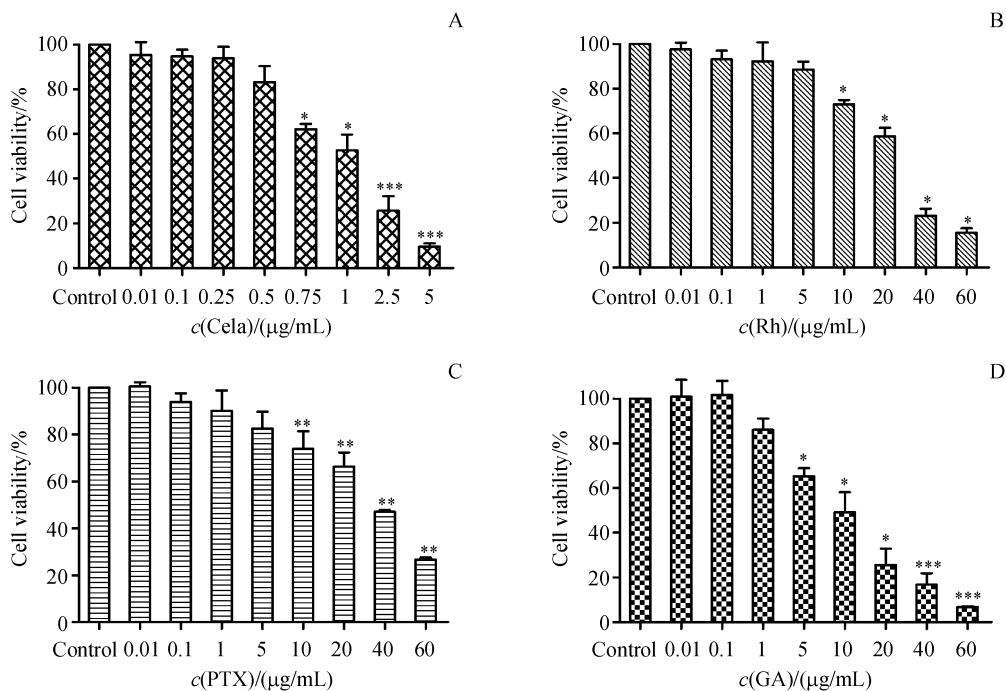 A
Cell viability/%
100
80
60
40
20
0
* * *** ***
Control 0.01 0.1 0.25 0.5 0.75 1 2.5 5
c(Cela)/(μg/mL)
B
Cell viability/%
100
80
60
40
20
0
* * * *
Control 0.01 0.1 1 5 10 20 40 60
c(Rh)/(μg/mL)
C
Cell viability/%
100
80
60
40
20
0
** ** ** **
Control 0.01 0.1 1 5 10 20 40 60
c(PTX)/(μg/mL)
D
Cell viability/%
100
80
60
40
20
0
* * * *** ***
Control 0.01 0.1 1 5 10 20 40 60
c(GA)/(μg/mL)